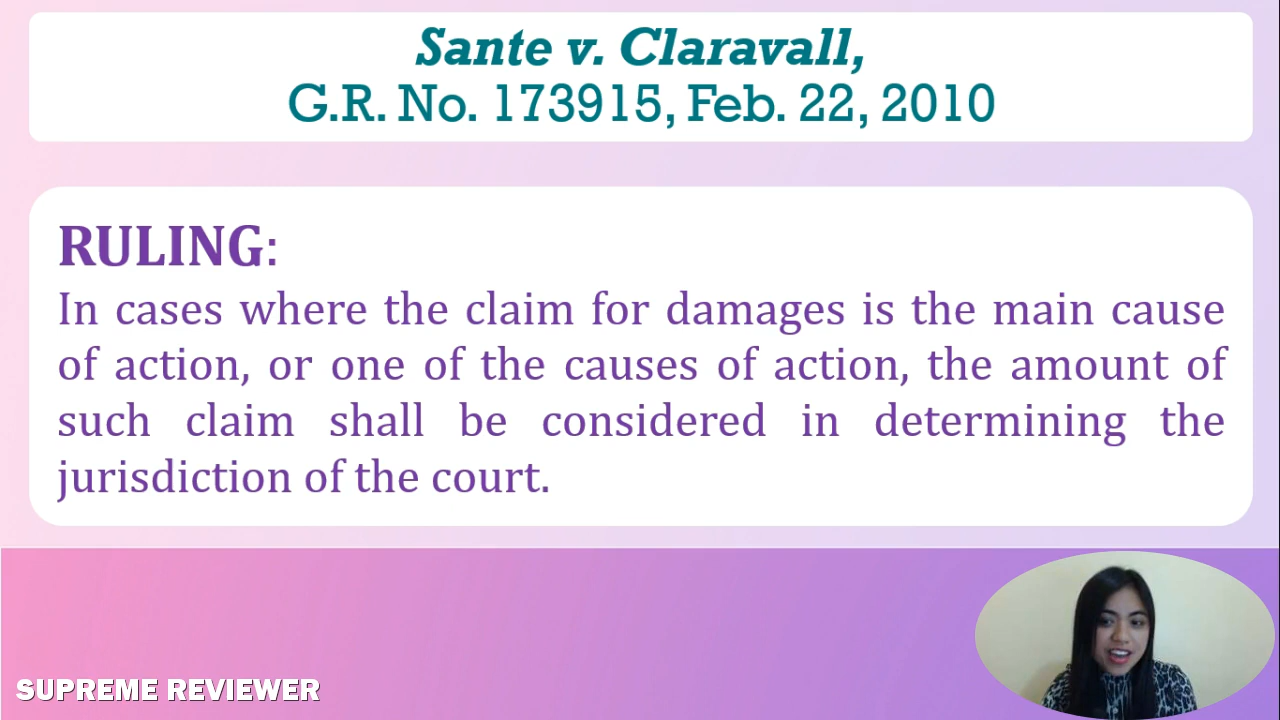 Sante v. Claravall,
G.R. No. 173915, Feb. 22, 2010
RULING:
In cases where the claim for damages is the main cause
of action, or one of the causes of action, the amount of
such claim shall be considered in determining the
jurisdiction of the court.
SUPREME REVIEWER